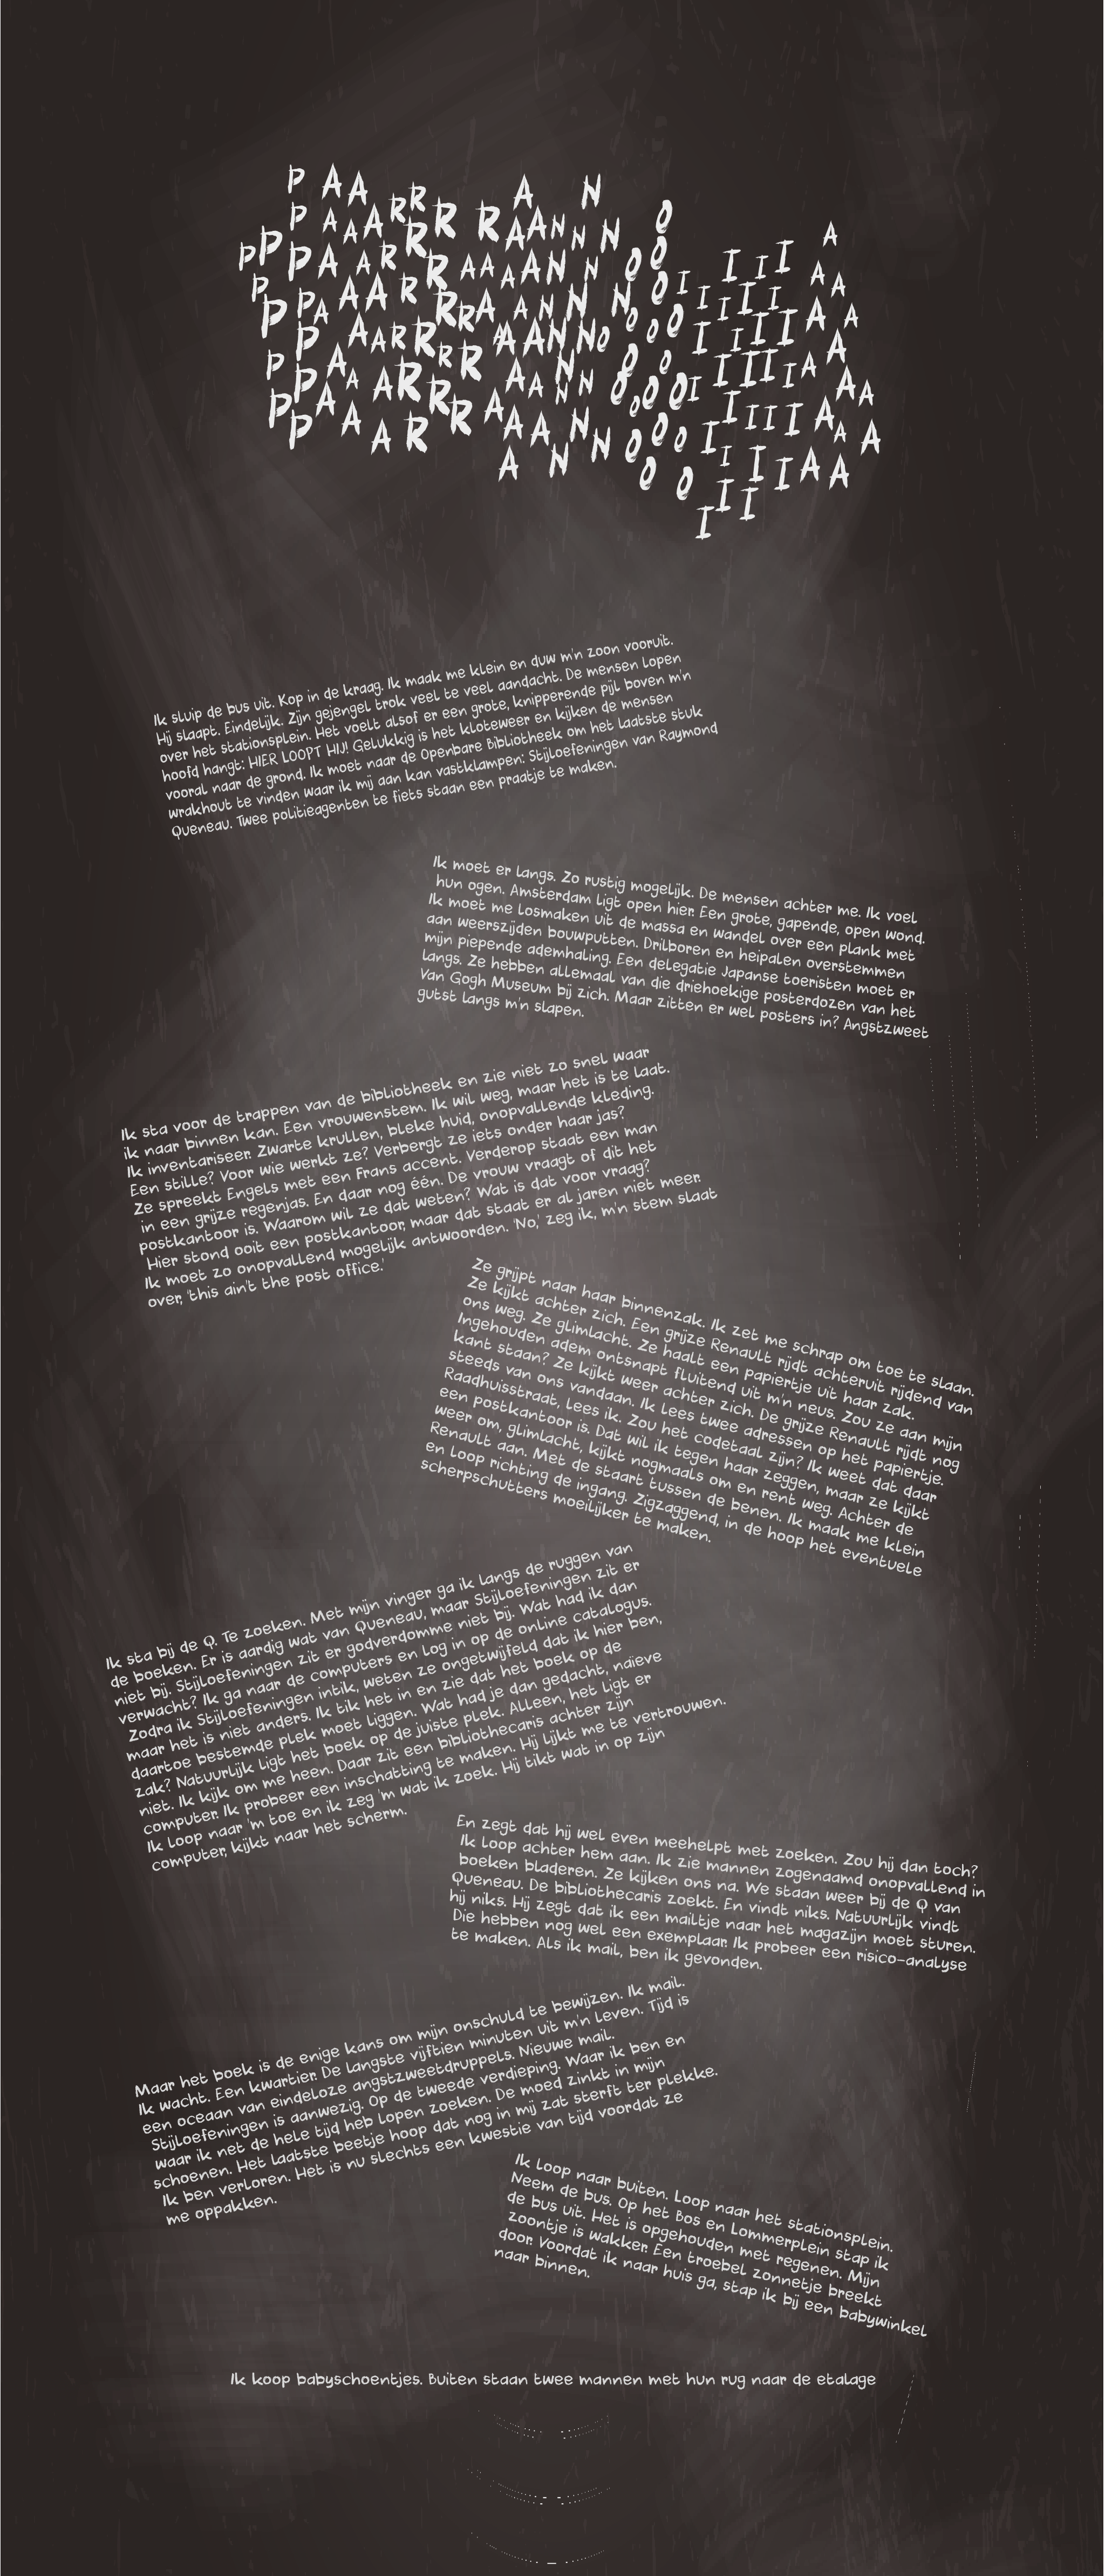 PARANOIA
Ik sluip de bus uit. Kop in de kraag. Ik maak me klein en duw m'n zoon vooruit.
Hij slaapt. Eindelijk. Zijn gejengel trok veel te veel aandacht. De mensen lopen
over het stationsplein. Het voelt alsof er een grote, knipperende pijl boven m'n
hoofd hangt: HIER LOOPT HIJ! Gelukkig is het kloteweer en kijken de mensen
vooral naar de grond. Ik moet naar de Openbare Bibliotheek om het laatste stuk
wrakhout te vinden waar ik mij aan kan vastklampen: Stijloefeningen van Raymond
Queneau. Twee politieagenten te fiets staan een praatje te maken.
Ik moet er langs. Zo rustig mogelijk. De mensen achter me. Ik voel
hun ogen. Amsterdam ligt open hier. Een grote, gapende, open wond.
Ik moet me losmaken uit de massa en wandel over een plank met
aan weerszijden bouwputten. Drilboren en heipalen overstemmen
mijn piepende ademhaling. Een delegatie Japanse toeristen moet er
langs. Ze hebben allemaal van die driehoekige posterdozen van het
Van Gogh Museum bij zich. Maar zitten er wel posters in? Angstzweet
gutst langs m'n slapen.
Ik sta voor de trappen van de bibliotheek en zie niet zo snel waar
ik naar binnen kan. Een vrouwenstem. Ik wil weg, maar het is te laat.
Ik inventariseer. Zwarte krullen, bleke huid, onopvallende kleding.
Een stille? Voor wie werkt ze? Verbergt ze iets onder haar jas?
Ze spreekt Engels met een Frans accent. Verderop staat een man
in een grijze regenjas. En daar nog één. De vrouw vraagt of dit het
postkantoor is. Waarom wil ze dat weten? Wat is dat voor vraag?
Hier stond ooit een postkantoor, maar dat staat er al jaren niet meer.
Ik moet zo onopvallend mogelijk antwoorden. 'No,' zeg ik, m'n stem slaat
over, 'this ain't the post office.'
Ze grijpt naar haar binnenzak. Ik zet me schrap om toe te slaan.
Ze kijkt achter zich. Een grijze Renault rijdt achteruit rijdend van
ons weg. Ze glimlacht. Ze haalt een papiertje uit haar zak.
Ingehouden adem ontsnapt fluitend uit m'n neus. Zou ze aan mijn
kant staan? Ze kijkt weer achter zich. De grijze Renault rijdt nog
steeds van ons vandaan. Ik lees twee adressen op het papiertje.
Raadhuisstraat, lees ik. Zou het codetaal zijn? Ik weet dat daar
een postkantoor is. Dat wil ik tegen haar zeggen, maar ze kijkt
weer om, glimlacht, kijkt nogmaals om en rent weg. Achter de
Renault aan. Met de staart tussen de benen. Ik maak me klein
en loop richting de ingang. Zigzaggend, in de hoop het eventuele
scherpschutters moeilijker te maken.
Ik sta bij de Q. Te zoeken. Met mijn vinger ga ik langs de ruggen van
de boeken. Er is aardig wat van Queneau, maar Stijloefeningen zit er
niet bij. Stijloefeningen zit er godverdomme niet bij. Wat had ik dan
verwacht? Ik ga naar de computers en log in op de online catalogus.
Zodra ik Stijloefeningen intik, weten ze ongetwijfeld dat ik hier ben,
maar het is niet anders. Ik tik het in en zie dat het boek op de
daartoe bestemde plek moet liggen. Wat had je dan gedacht, naïeve
zak? Natuurlijk ligt het boek op de juiste plek. Alleen, het ligt er
niet. Ik kijk om me heen. Daar zit een bibliothecaris achter zijn
computer. Ik probeer een inschatting te maken. Hij lijkt me te vertrouwen.
Ik loop naar 'm toe en ik zeg 'm wat ik zoek. Hij tikt wat in op zijn
computer, kijkt naar het scherm.
En zegt dat hij wel even meehelpt met zoeken. Zou hij dan toch?
Ik loop achter hem aan. Ik zie mannen zogenaamd onopvallend in
boeken bladeren. Ze kijken ons na. We staan weer bij de Q van
Queneau. De bibliothecaris zoekt. En vindt niks. Natuurlijk vindt
hij niks. Hij zegt dat ik een mailtje naar het magazijn moet sturen.
Die hebben nog wel een exemplaar. Ik probeer een risico-analyse
te maken. Als ik mail, ben ik gevonden.
Maar het boek is de enige kans om mijn onschuld te bewijzen. Ik mail.
Ik wacht. Een kwartier. De langste vijftien minuten uit m'n leven. Tijd is
een oceaan van eindeloze angstzweetdruppels. Nieuwe mail.
Stijloefeningen is aanwezig. Op de tweede verdieping. Waar ik ben en
waar ik net de hele tijd heb lopen zoeken. De moed zinkt in mijn
schoenen. Het laatste beetje hoop dat nog in mij zat sterft ter plekke.
Ik ben verloren. Het is nu slechts een kwestie van tijd voordat ze
me oppakken.
Ik loop naar buiten. Loop naar het stationsplein.
Neem de bus. Op het Bos en Lommerplein stap ik
de bus uit. Het is opgehouden met regenen. Mijn
zoontje is wakker. Een troebel zonnetje breekt
door. Voordat ik naar huis ga, stap ik bij een babywinkel
naar binnen.
Ik koop babyschoentjes. Buiten staan twee mannen met hun rug naar de etalage